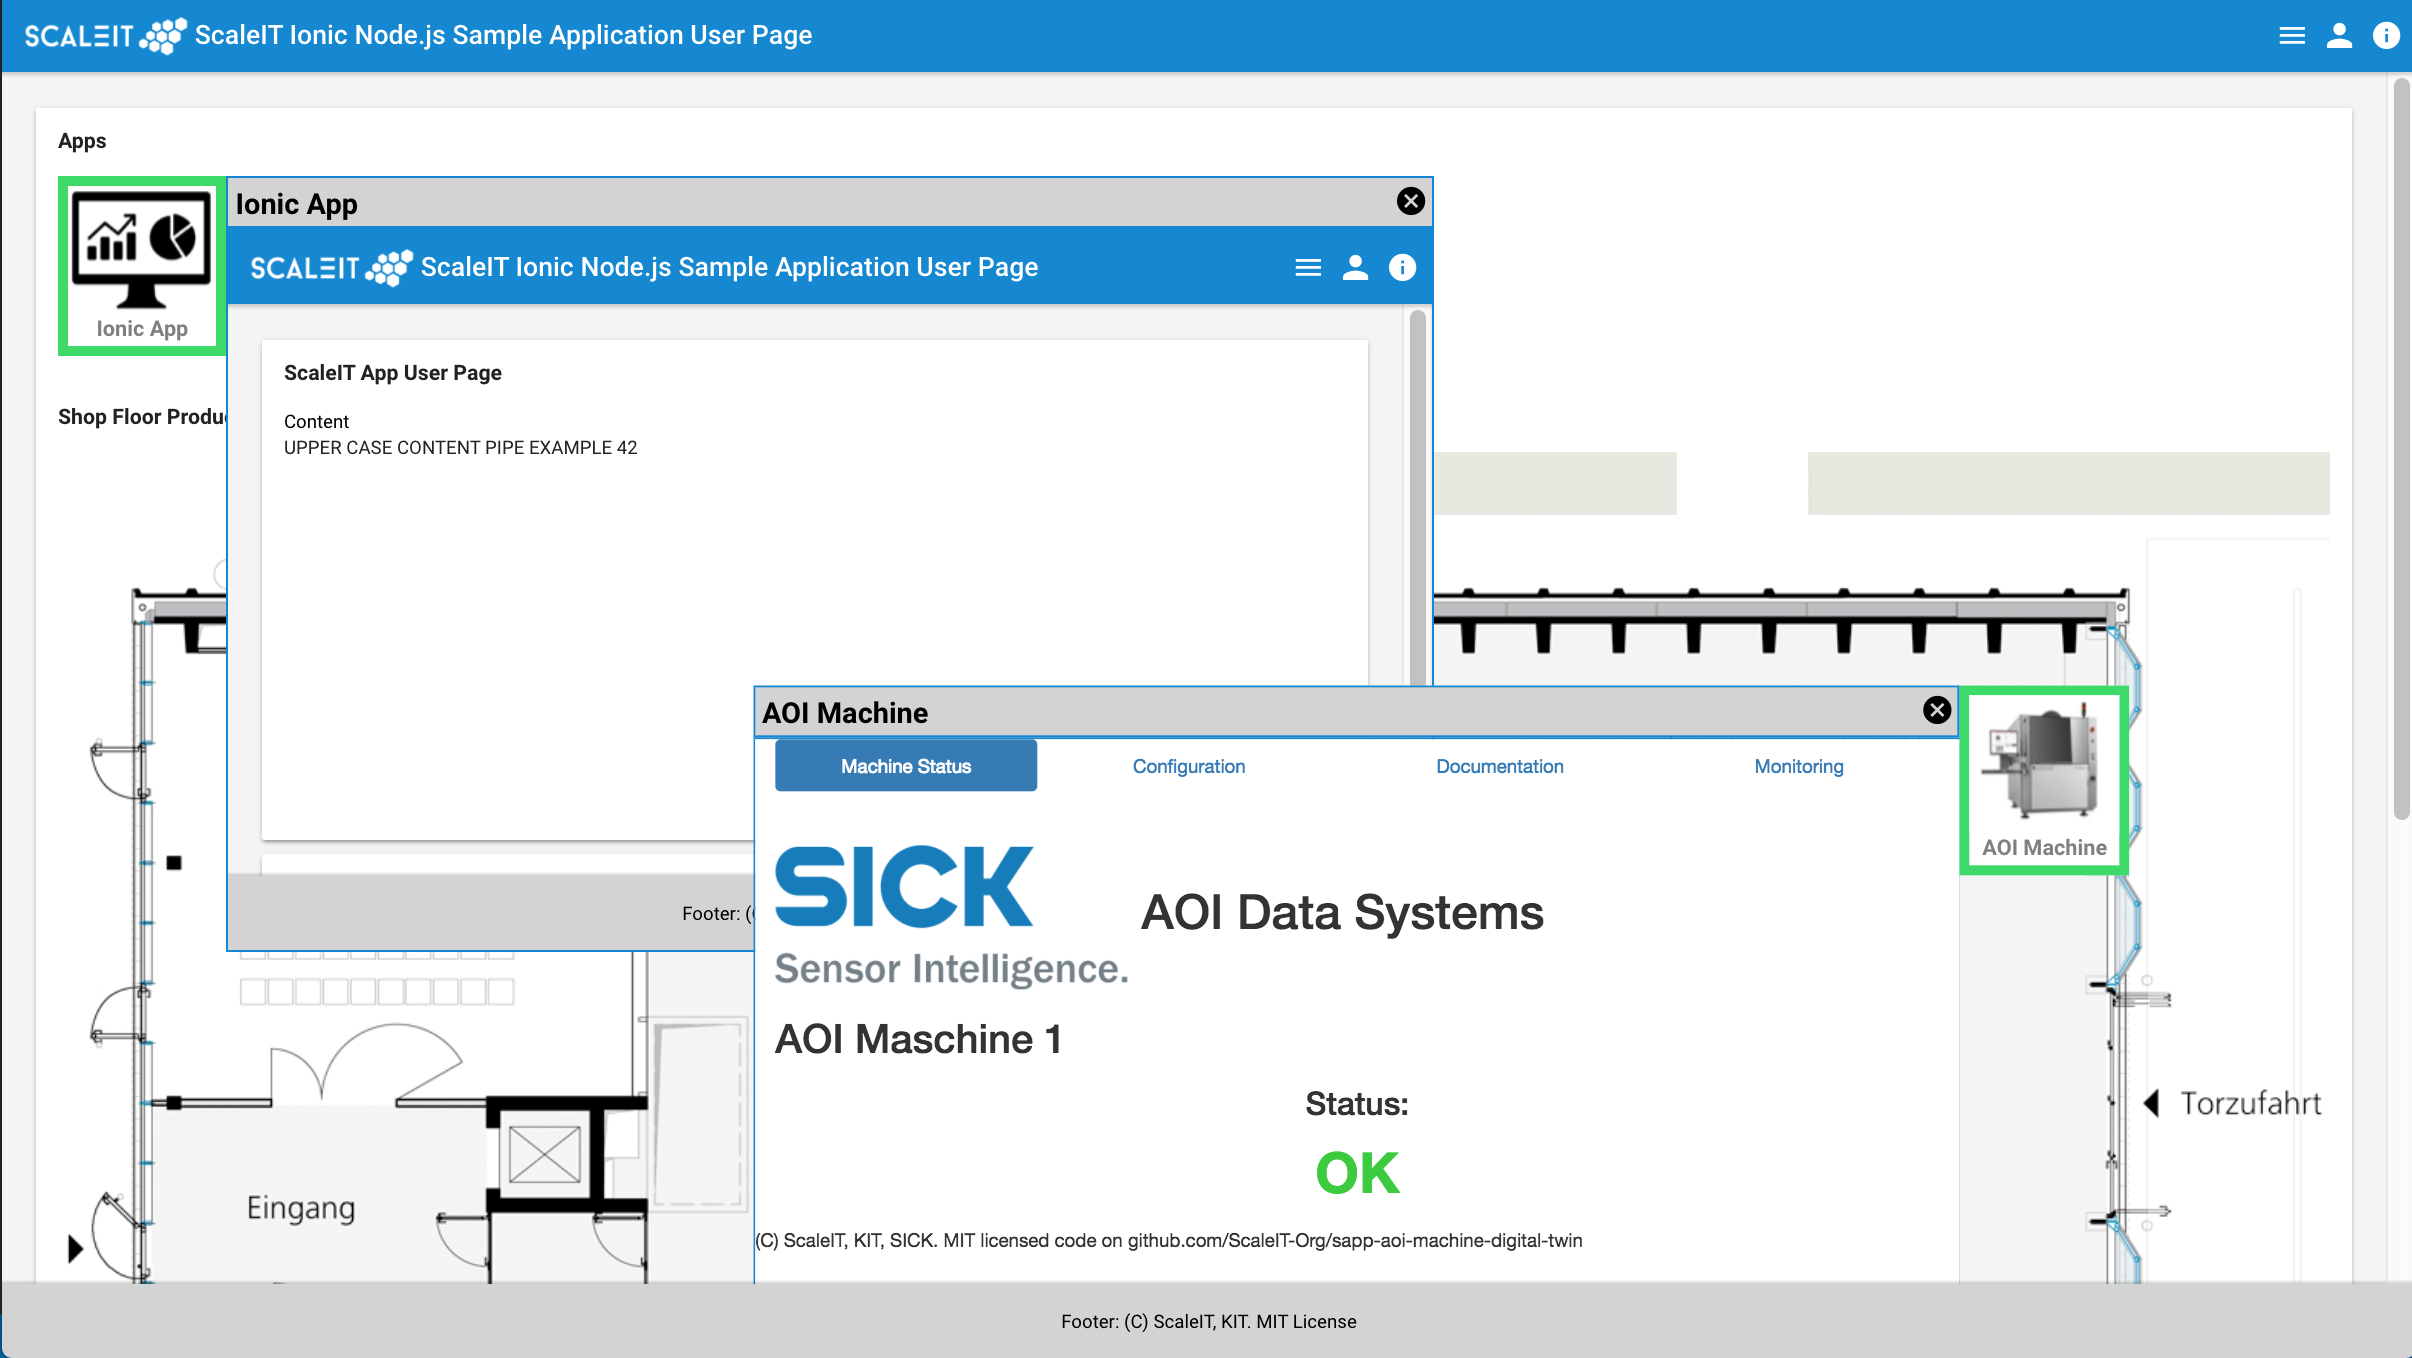 SCALEIT ScaleIT Ionic Node.js Sample Application User Page
Apps
Ionic App
Ionic App
SCALEIT ScaleIT Ionic Node.js Sample Application User Page
ScaleIT App User Page
Content
UPPER CASE CONTENT PIPE EXAMPLE 42
Shop Floor
Footer:
AOI Machine
Machine Status
Configuration
Documentation
Monitoring
AOI Machine
SICK
Sensor Intelligence.
AOI Data Systems
AOI Maschine 1
Status:
OK
(C) ScaleIT, KIT, SICK. MIT licensed code on github.com/ScaleIT-Org/sapp-aoi-machine-digital-twin
Torzufahrt
Eingang
Footer: (C) ScaleIT, KIT. MIT License